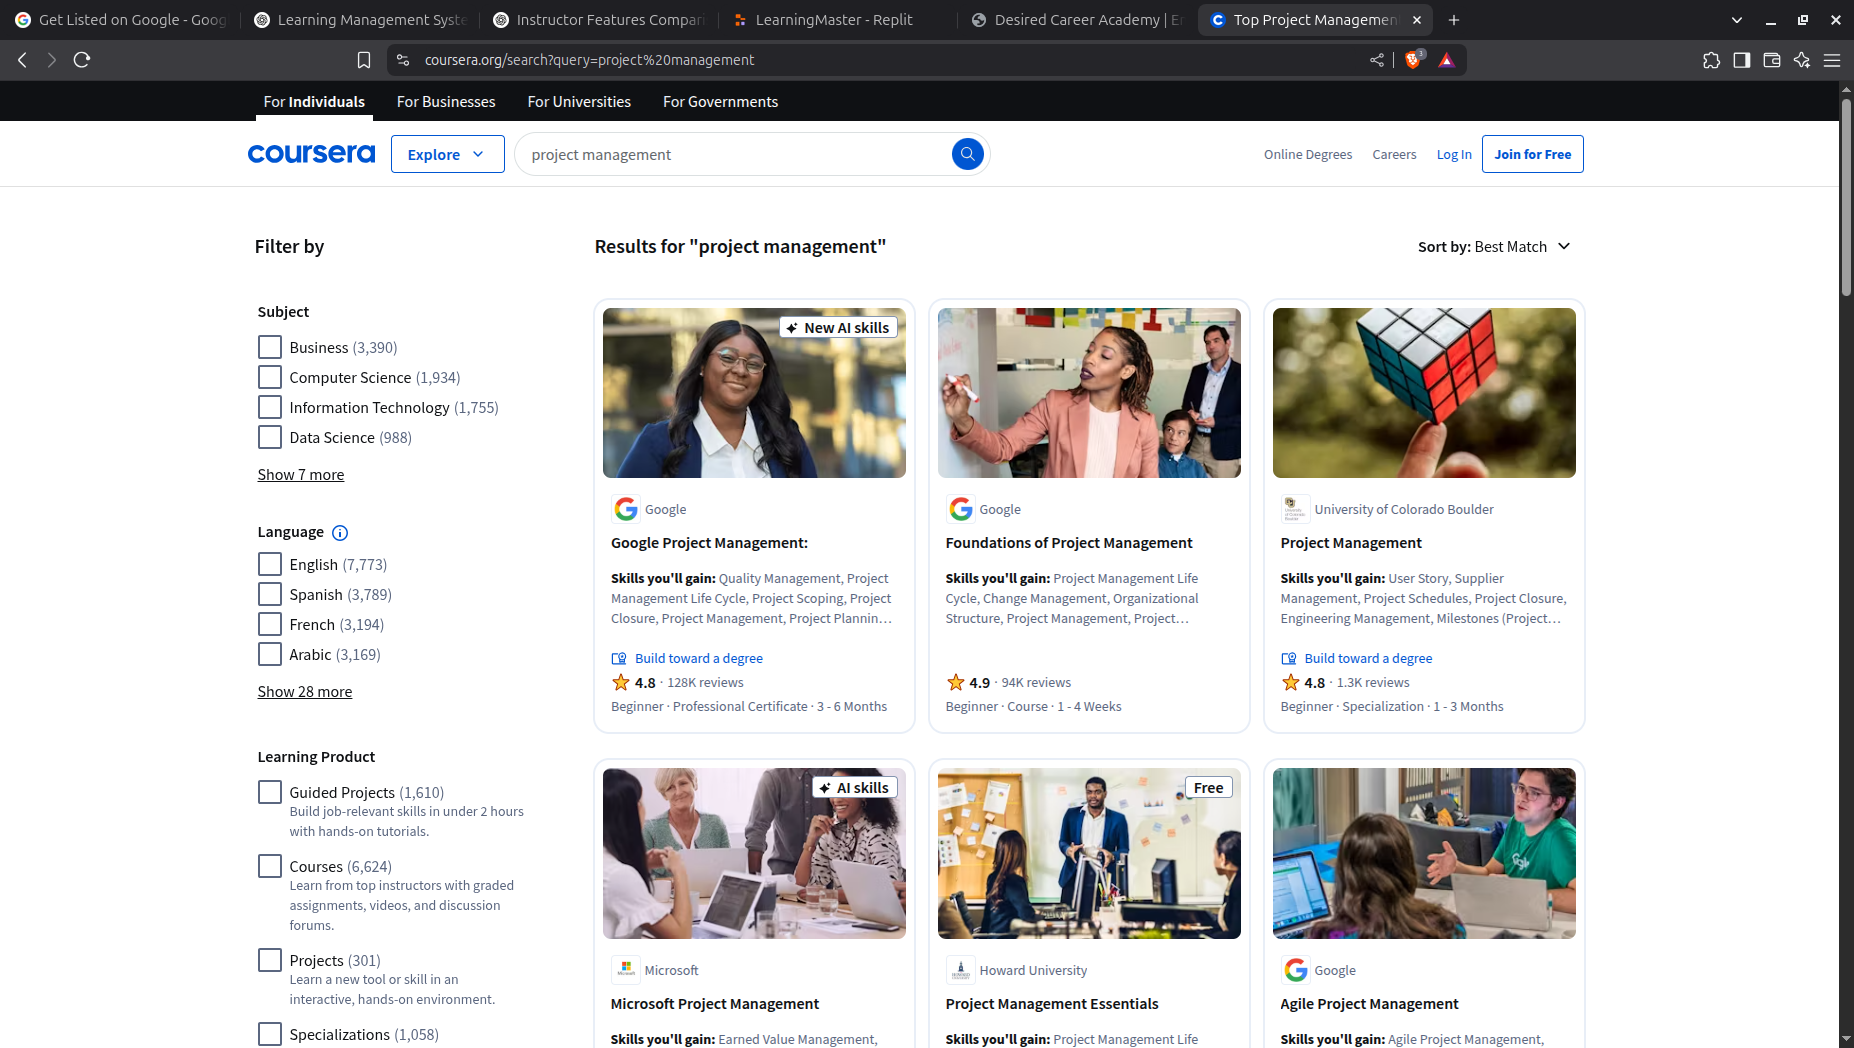 Get Listed on Google - Goog
Learning Management Syste
Instructor Features Compari
LearningMaster - Replit
Desired Career Academy | En
Top Project Managemen
coursera.org/search?query=project%20management
3
For Individuals
For Businesses
For Universities
For Governments
coursera
Explore
project management
Online Degrees
Careers
Log In
Join for Free
Filter by
Results for "project management"
Sort by: Best Match
Subject
Business (3,390)
Computer Science (1,934)
Information Technology (1,755)
Data Science (988)
Show 7 more
Language
English (7,773)
Spanish (3,789)
French (3,194)
Arabic (3,169)
Show 28 more
Learning Product
Guided Projects (1,610)
Build job-relevant skills in under 2 hours
with hands-on tutorials.
Courses (6,624)
Learn from top instructors with graded
assignments, videos, and discussion
forums.
Projects (301)
Learn a new tool or skill in an
interactive, hands-on environment.
Specializations (1,058)
New AI skills
Google
Google Project Management:
Skills you'll gain: Quality Management, Project
Management Life Cycle, Project Scoping, Project
Closure, Project Management, Project Plannin…
Build toward a degree
4.8 · 128K reviews
Beginner · Professional Certificate · 3 - 6 Months
Google
Foundations of Project Management
Skills you'll gain: Project Management Life
Cycle, Change Management, Organizational
Structure, Project Management, Project…
4.9 · 94K reviews
Beginner · Course · 1 - 4 Weeks
University of Colorado Boulder
Project Management
Skills you'll gain: User Story, Supplier
Management, Project Schedules, Project Closure,
Engineering Management, Milestones (Project…
Build toward a degree
4.8 · 1.3K reviews
Beginner · Specialization · 1 - 3 Months
AI skills
Microsoft
Microsoft Project Management
Skills you'll gain: Earned Value Management,
Free
Howard University
Project Management Essentials
Skills you'll gain: Project Management Life
Google
Agile Project Management
Skills you'll gain: Agile Project Management,